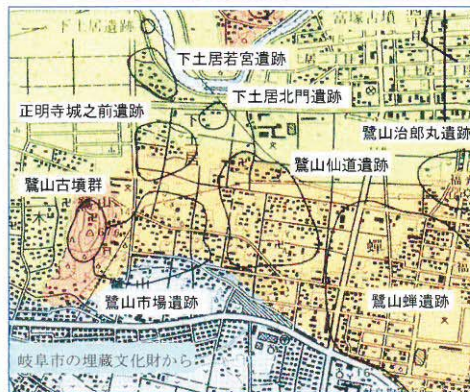 下土居遺跡
富塚古墳
下土居若宮遺跡
正明寺城之前遺跡
下土居北門遺跡
鷺山治郎丸遺跡
鷺山仙道遺跡
鷺山古墳群
鷺山市場遺跡
鷺山蝉遺跡
蝉
岐阜市の埋蔵文化財から